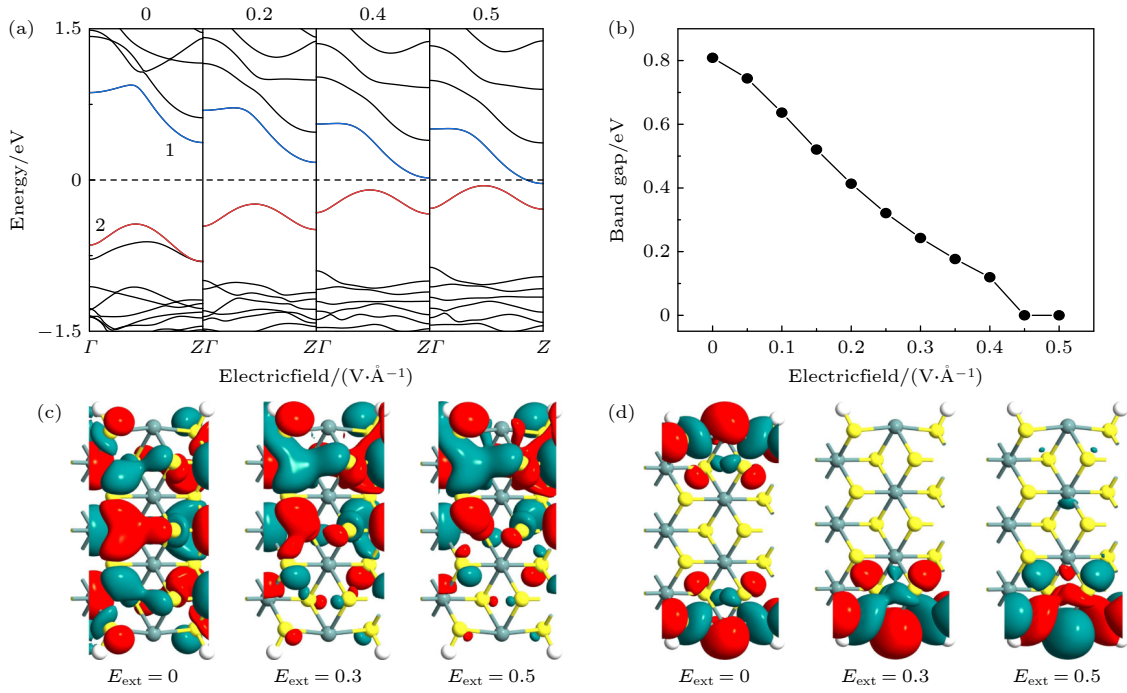 (a)
0 0.2 0.4 0.5
1.5
0
−1.5
Energy/eV
1
2
Γ ZΓ ZΓ ZΓ Z
Electricfield/(V·Å⁻¹)
(b)
0.8
0.6
0.4
0.2
0
Band gap/eV
0 0.1 0.2 0.3 0.4 0.5
Electricfield/(V·Å⁻¹)
(c)
E_ext = 0 E_ext = 0.3 E_ext = 0.5
(d)
E_ext = 0 E_ext = 0.3 E_ext = 0.5